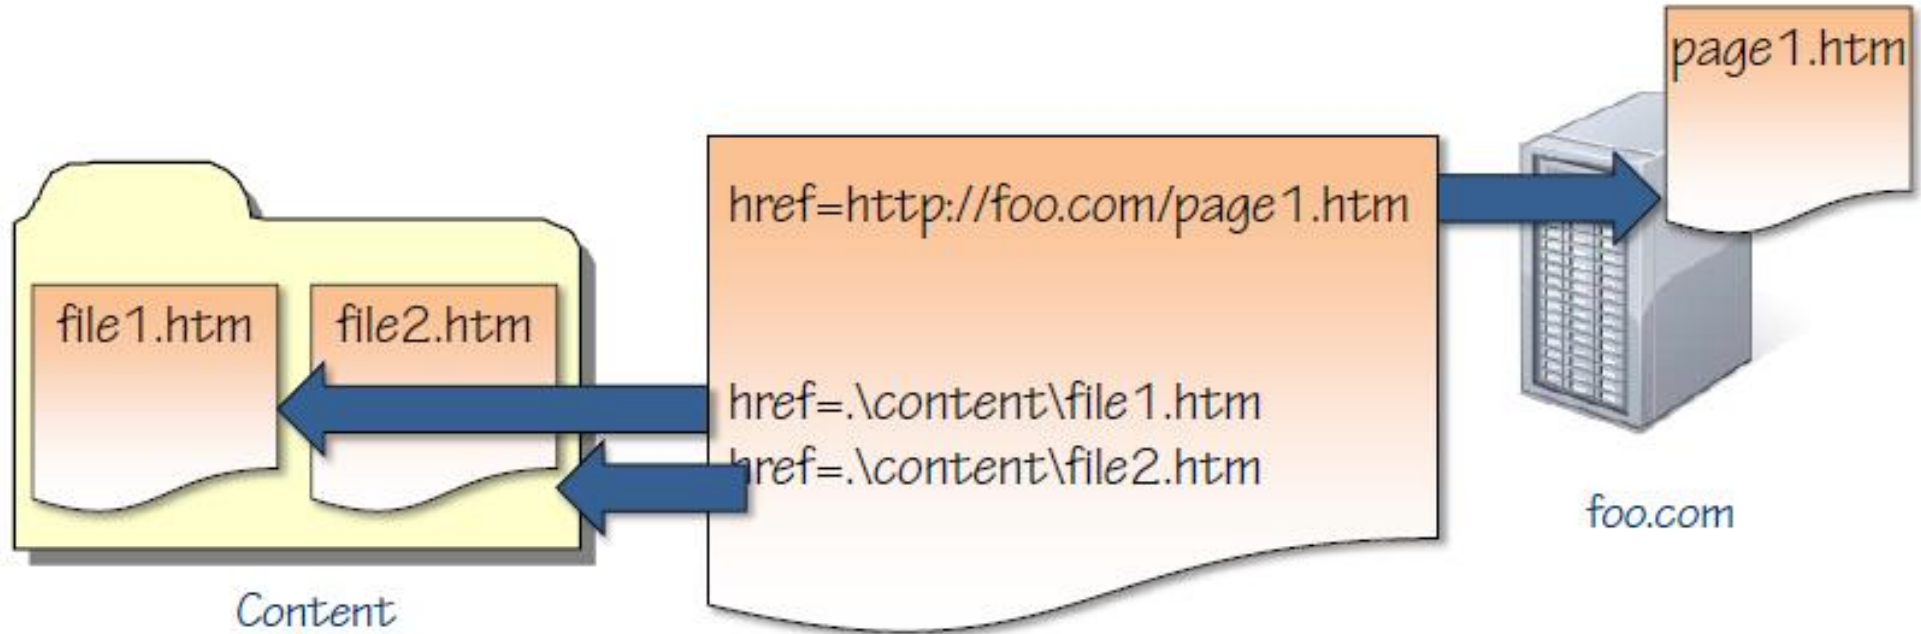 page1.htm
href=http://foo.com/page1.htm
file1.htm
file2.htm
href=.\content\file1.htm
href=.\content\file2.htm
foo.com
Content